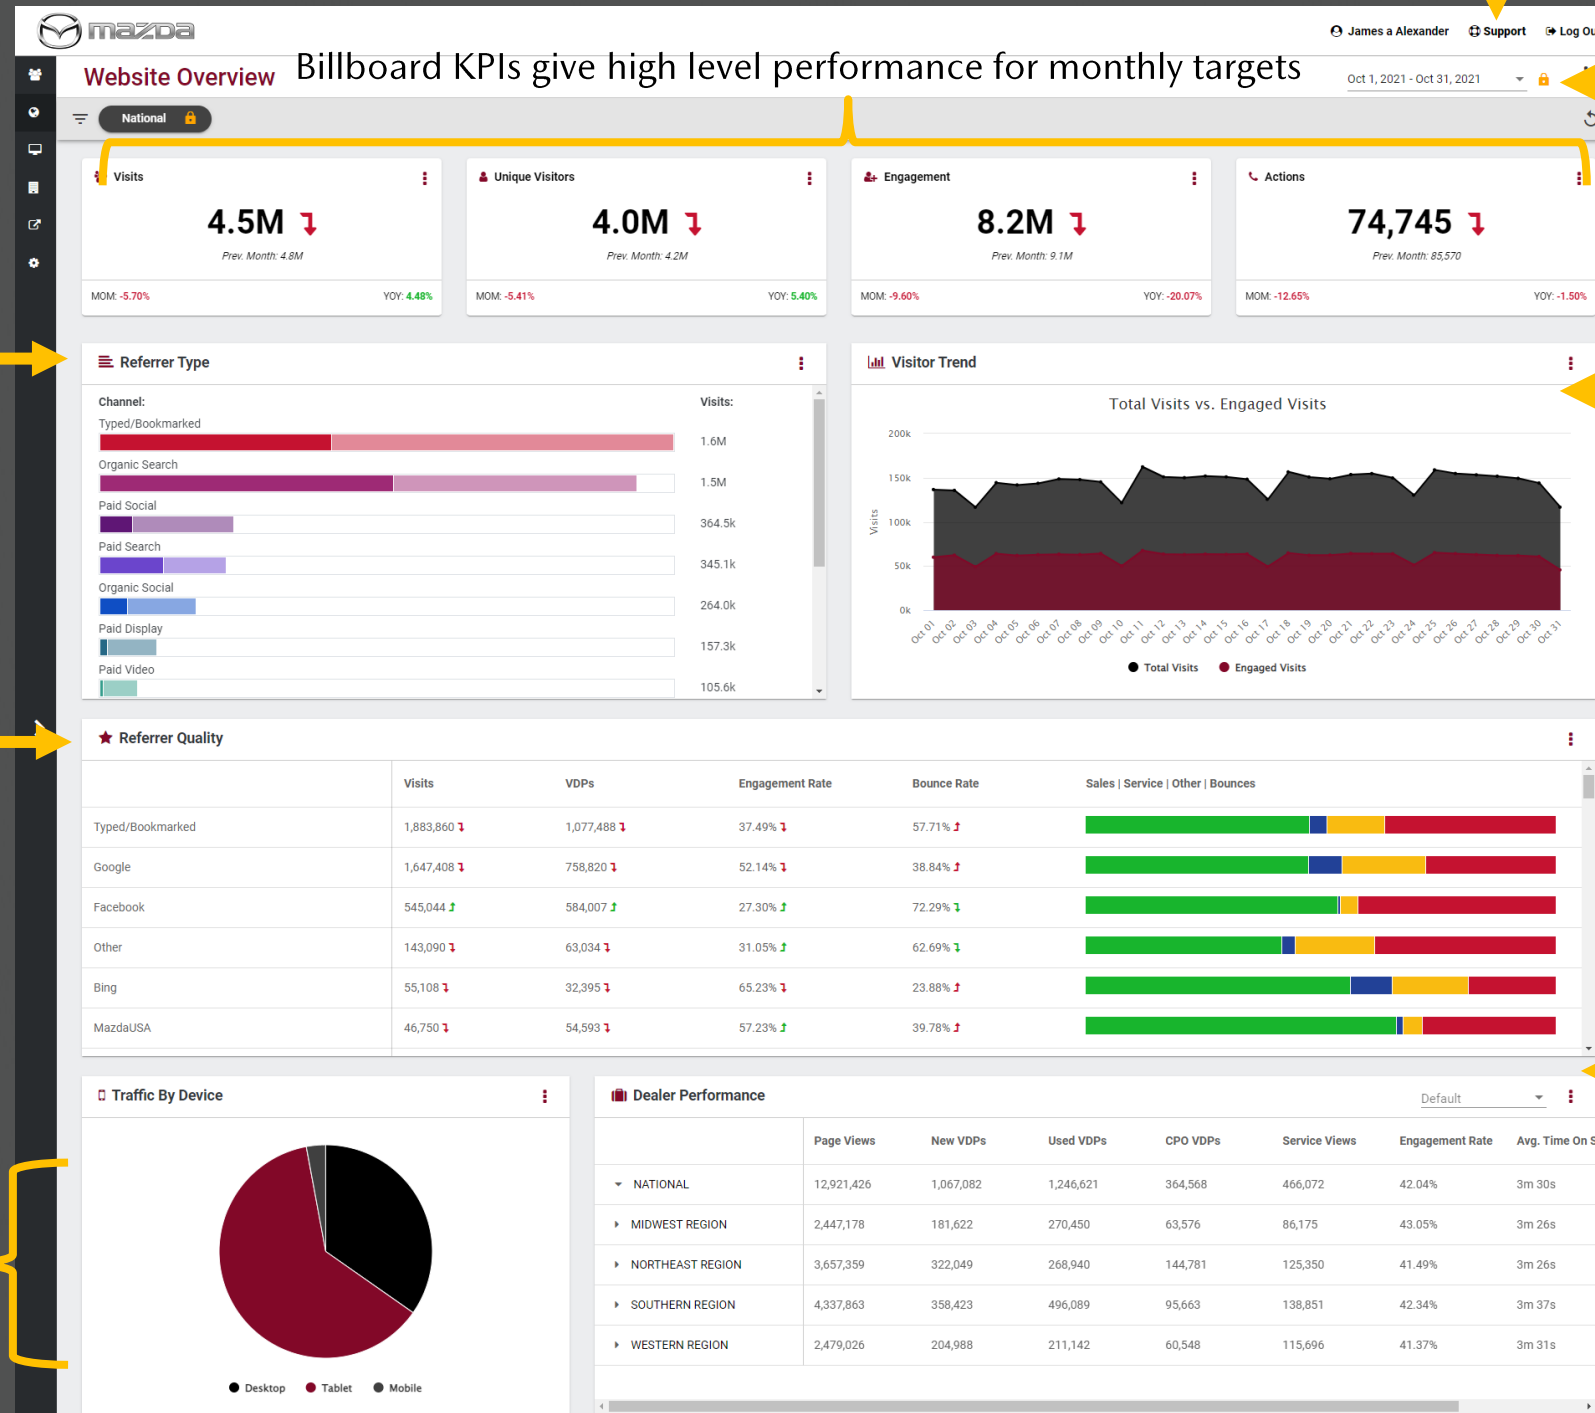 mazda
James a Alexander Support Log Ou
Billboard KPIs give high level performance for monthly targets
Website Overview
Oct 1, 2021 - Oct 31, 2021
National
Visits
4.5M
Prev. Month: 4.8M
MOM: -5.70% YOY: 4.48%
Unique Visitors
4.0M
Prev. Month: 4.2M
MOM: -5.41% YOY: 5.40%
Engagement
8.2M
Prev. Month: 9.1M
MOM: -9.60% YOY: -20.07%
Actions
74,745
Prev. Month: 85,570
MOM: -12.65% YOY: -1.50%
Referrer Type
Channel: Visits:
Typed/Bookmarked
1.6M
Organic Search
1.5M
Paid Social
364.5k
Paid Search
345.1k
Organic Social
264.0k
Paid Display
157.3k
Paid Video
105.6k
Visitor Trend
Total Visits vs. Engaged Visits
200k
150k
100k
50k
0k
Visits
Oct 01 Oct 02 Oct 03 Oct 04 Oct 05 Oct 06 Oct 07 Oct 08 Oct 09 Oct 10 Oct 11 Oct 12 Oct 13 Oct 14 Oct 15 Oct 16 Oct 17 Oct 18 Oct 19 Oct 20 Oct 21 Oct 22 Oct 23 Oct 24 Oct 25 Oct 26 Oct 27 Oct 28 Oct 29 Oct 30 Oct 31
Total Visits Engaged Visits
Referrer Quality
Visits VDPs Engagement Rate Bounce Rate Sales | Service | Other | Bounces
Typed/Bookmarked 1,883,860 1,077,488 37.49% 57.71%
Google 1,647,408 758,820 52.14% 38.84%
Facebook 545,044 584,007 27.30% 72.29%
Other 143,090 63,034 31.05% 62.69%
Bing 55,108 32,395 65.23% 23.88%
MazdaUSA 46,750 54,593 57.23% 39.78%
Traffic By Device
Desktop Tablet Mobile
Dealer Performance
Default
Page Views New VDPs Used VDPs CPO VDPs Service Views Engagement Rate Avg. Time On S
NATIONAL 12,921,426 1,067,082 1,246,621 364,568 466,072 42.04% 3m 30s
MIDWEST REGION 2,447,178 181,622 270,450 63,576 86,175 43.05% 3m 26s
NORTHEAST REGION 3,657,359 322,049 268,940 144,781 125,350 41.49% 3m 26s
SOUTHERN REGION 4,337,863 358,423 496,089 95,663 138,851 42.34% 3m 37s
WESTERN REGION 2,479,026 204,988 211,142 60,548 115,696 41.37% 3m 31s